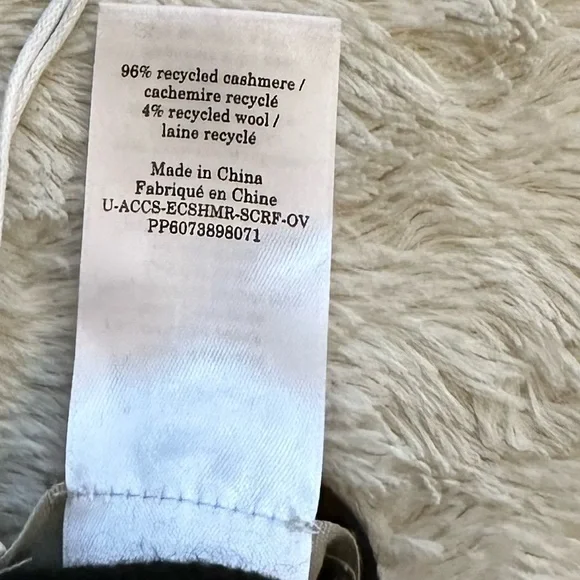 96% recycled cashmere /
cachemire recyclé
4% recycled wool /
laine recyclé
Made in China
Fabriqué en Chine
U-ACCS-ECSHMR-SCRF-OV
PP6073898071